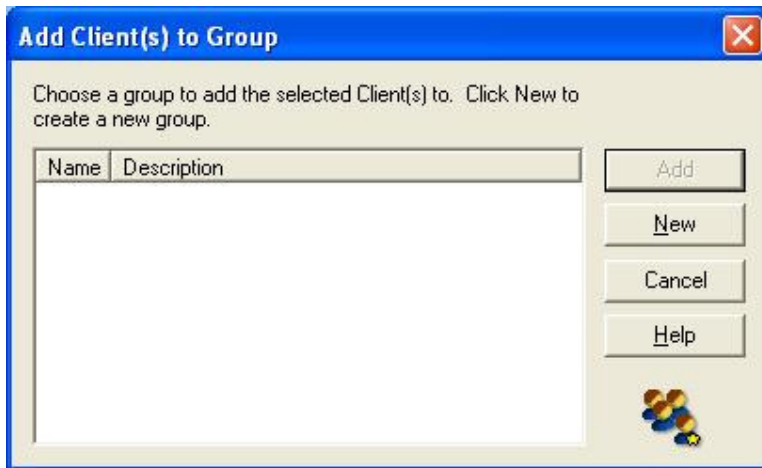 Add Client(s) to Group
Choose a group to add the selected Client(s) to.  Click New to
create a new group.
Name Description
Add
New
Cancel
Help